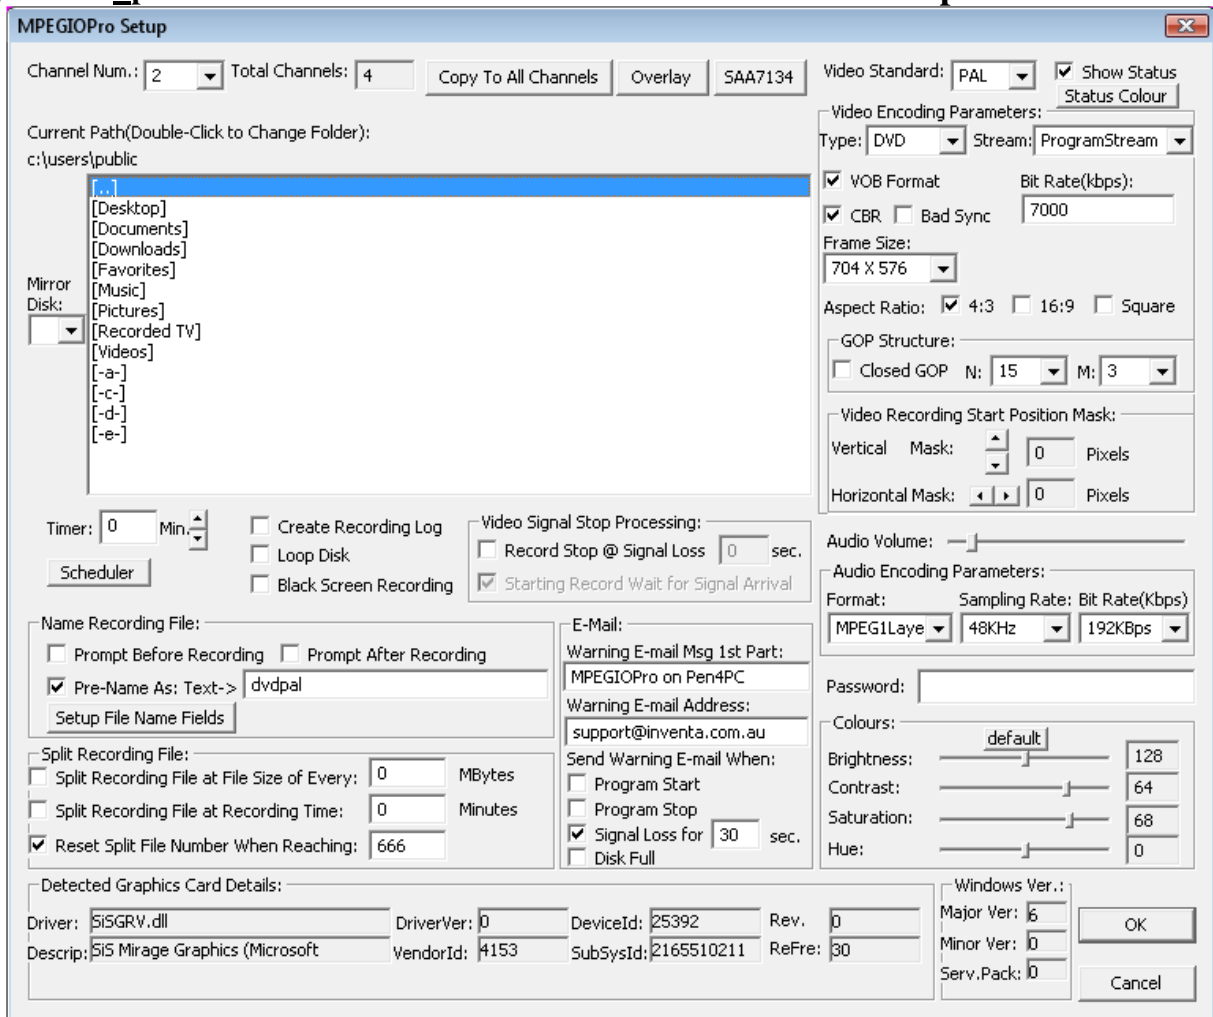 MPEGIOPro Setup
Channel Num.: 2 Total Channels: 4 Copy To All Channels Overlay SAA7134
Current Path(Double-Click to Change Folder):
c:\users\public
[..]
[Desktop]
[Documents]
[Downloads]
[Favorites]
[Music]
[Pictures]
[Recorded TV]
[Videos]
[-a-]
[-c-]
[-d-]
[-e-]
Mirror
Disk:
Timer: 0 Min.
Scheduler
Create Recording Log
Loop Disk
Black Screen Recording
Video Signal Stop Processing:
Record Stop @ Signal Loss 0 sec.
Starting Record Wait for Signal Arrival
Name Recording File:
Prompt Before Recording Prompt After Recording
Pre-Name As: Text-> dvdpal
Setup File Name Fields
Split Recording File:
Split Recording File at File Size of Every: 0 MBytes
Split Recording File at Recording Time: 0 Minutes
Reset Split File Number When Reaching: 666
E-Mail:
Warning E-mail Msg 1st Part:
MPEGIOPro on Pen4PC
Warning E-mail Address:
support@inventa.com.au
Send Warning E-mail When:
Program Start
Program Stop
Signal Loss for 30 sec.
Disk Full
Video Standard: PAL Show Status
Status Colour
Video Encoding Parameters:
Type: DVD Stream: ProgramStream
VOB Format Bit Rate(kbps):
CBR Bad Sync 7000
Frame Size:
704 X 576
Aspect Ratio: 4:3 16:9 Square
GOP Structure:
Closed GOP N: 15 M: 3
Video Recording Start Position Mask:
Vertical Mask: 0 Pixels
Horizontal Mask: 0 Pixels
Audio Volume:
Audio Encoding Parameters:
Format: Sampling Rate: Bit Rate(Kbps)
MPEG1Laye 48KHz 192KBps
Password:
Colours:
default
Brightness: 128
Contrast: 64
Saturation: 68
Hue: 0
Detected Graphics Card Details:
Driver: SiSGRV.dll DriverVer: 0 DeviceId: 25392 Rev. 0
Descrip: SiS Mirage Graphics (Microsoft VendorId: 4153 SubSysId: 2165510211 ReFre: 30
Windows Ver.:
Major Ver: 6
Minor Ver: 0
Serv.Pack: 0
OK
Cancel